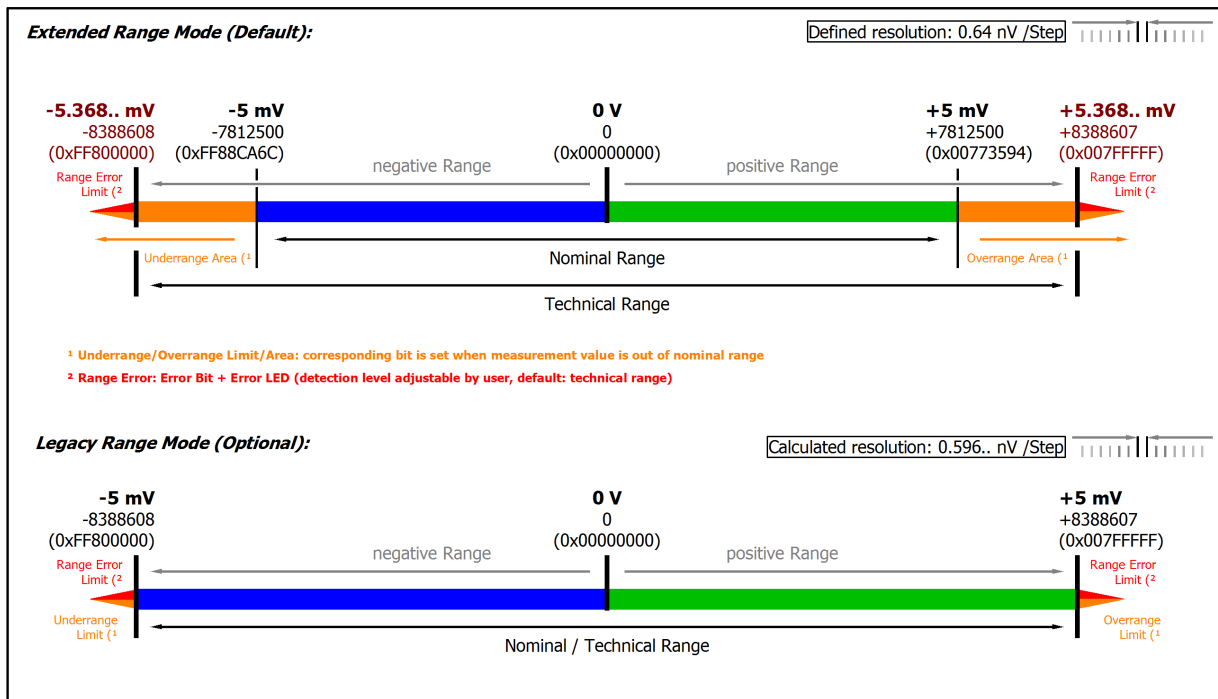 Extended Range Mode (Default):
Defined resolution: 0.64 nV /Step
-5.368.. mV
-8388608
(0xFF800000)
-5 mV
-7812500
(0xFF88CA6C)
0 V
0
(0x00000000)
+5 mV
+7812500
(0x00773594)
+5.368.. mV
+8388607
(0x007FFFFF)
negative Range
positive Range
Range Error
Limit (²
Range Error
Limit (²
Underrange Area (¹
Nominal Range
Overrange Area (¹
Technical Range
¹ Underrange/Overrange Limit/Area: corresponding bit is set when measurement value is out of nominal range
² Range Error: Error Bit + Error LED (detection level adjustable by user, default: technical range)
Legacy Range Mode (Optional):
Calculated resolution: 0.596.. nV /Step
-5 mV
-8388608
(0xFF800000)
0 V
0
(0x00000000)
+5 mV
+8388607
(0x007FFFFF)
negative Range
positive Range
Range Error
Limit (²
Range Error
Limit (²
Underrange
Limit (¹
Overrange
Limit (¹
Nominal / Technical Range